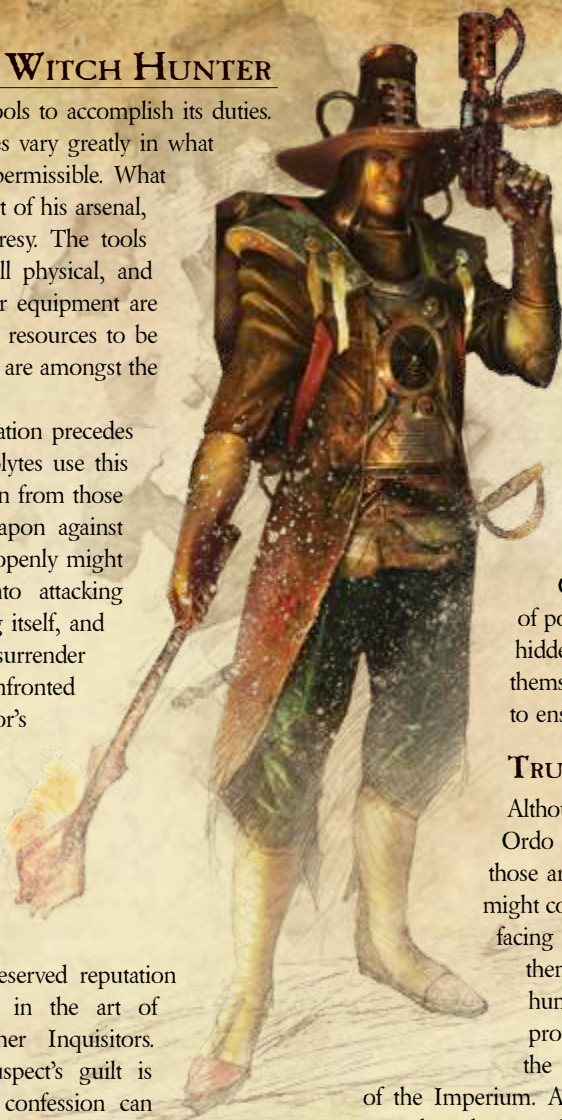 WITCH HUNTER
ools to accomplish its duties.
es vary greatly in what
permissible. What
t of his arsenal,
resy. The tools
ll physical, and
r equipment are
resources to be
are amongst the
ation precedes
olytes use this
n from those
apon against
openly might
nto attacking
g itself, and
surrender
nfronted
or's
eserved reputation
in the art of
her Inquisitors.
uspect's guilt is
confession can
of po
hidde
thems
to ens
TRU
Althou
Ordo
those ar
might co
facing
then
hun
pro
the
of the Imperium. A